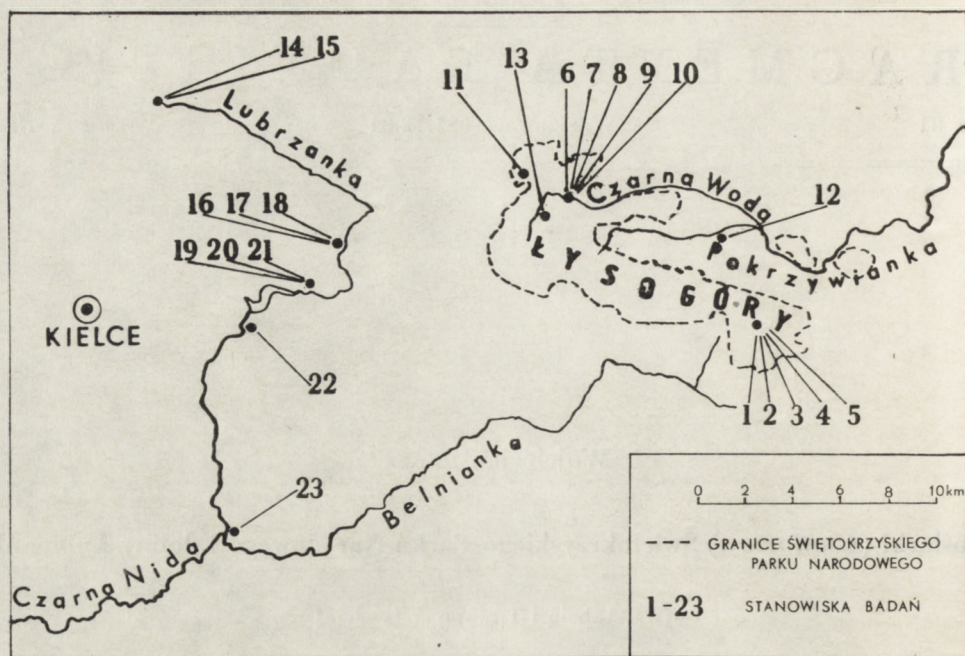 14 15
13 6 7 8 9 10
11
Lubrzanka
Czarna Woda
12
16 17 18
19 20 21
Pokrzywianka
ŁYSOGÓRY
KIELCE
22
1 2 3 4 5
Belnianka
23
Czarna Nida
0 2 4 6 8 10 km
GRANICE ŚWIĘTOKRZYSKIEGO
PARKU NARODOWEGO
1-23 STANOWISKA BADAŃ